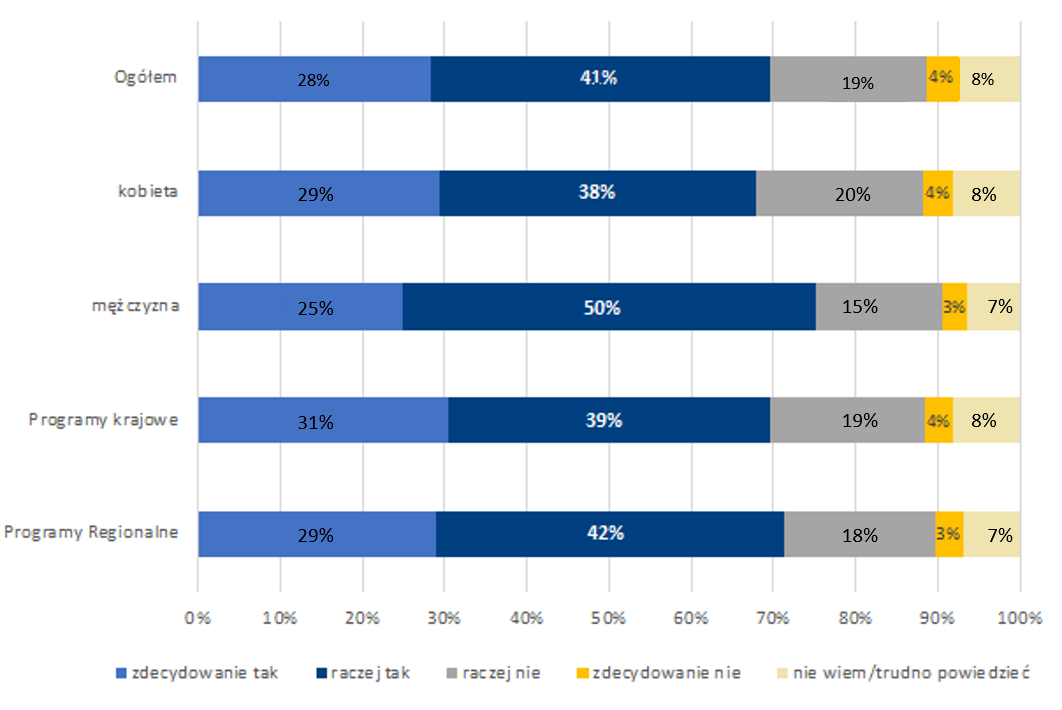 Ogółem 28% 41% 19% 4% 8%
kobieta 29% 38% 20% 4% 8%
mężczyzna 25% 50% 15% 3% 7%
Programy krajowe 31% 39% 19% 4% 8%
Programy Regionalne 29% 42% 18% 3% 7%
0% 10% 20% 30% 40% 50% 60% 70% 80% 90% 100%
zdecydowanie tak raczej tak raczej nie zdecydowanie nie nie wiem/trudno powiedzieć